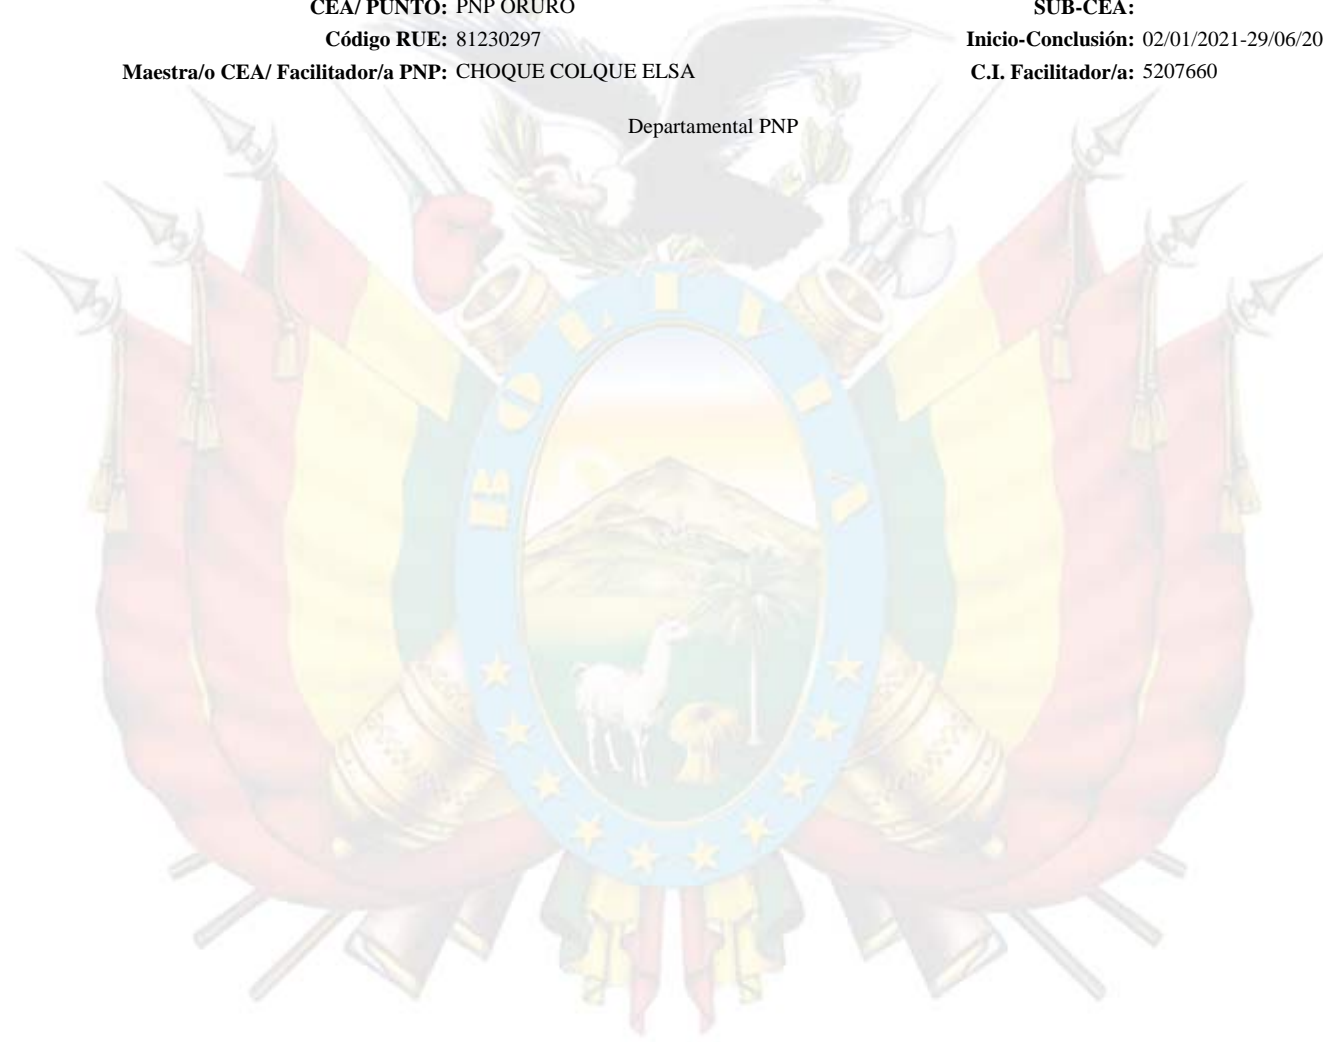 CEA/ PUNTO: PNP ORURO SUB-CEA:
Código RUE: 81230297 Inicio-Conclusión: 02/01/2021-29/06/20
Maestra/o CEA/ Facilitador/a PNP: CHOQUE COLQUE ELSA C.I. Facilitador/a: 5207660
Departamental PNP
BOLIVIA